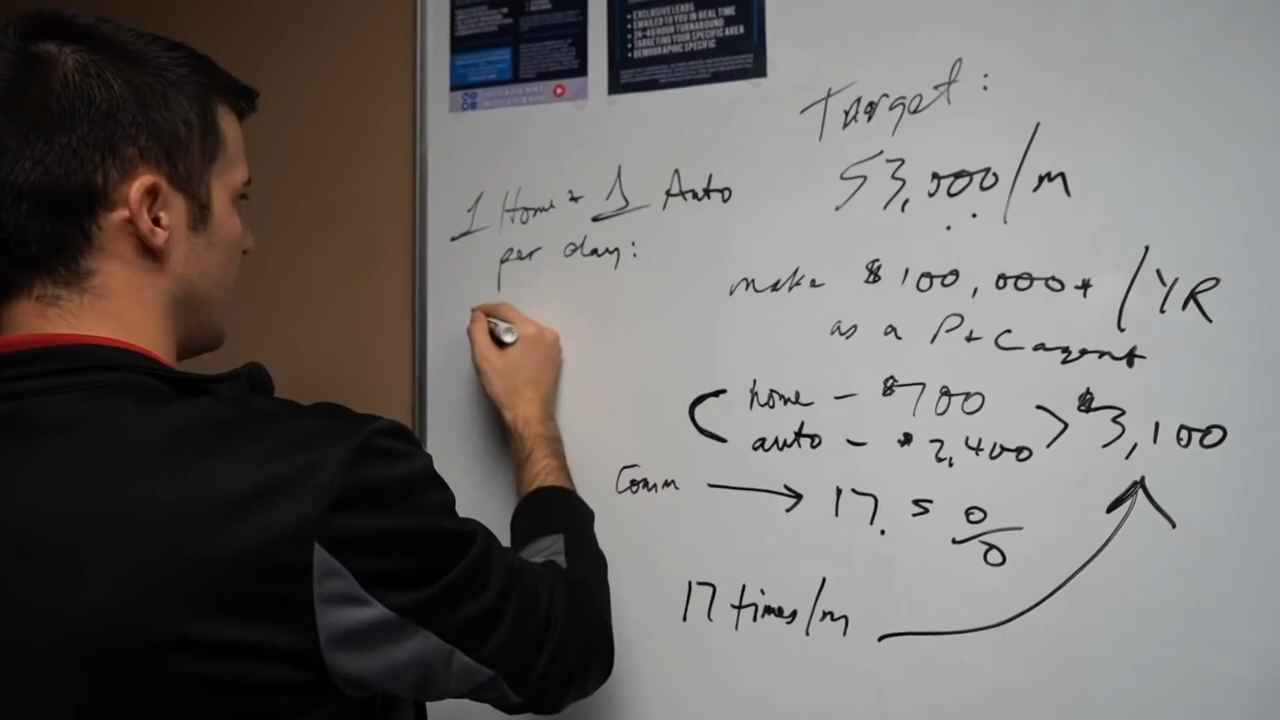 • EXCLUSIVE LEADS
• EMAILED TO YOU IN REAL TIME
• 24-48 HOUR TURNAROUND
• TARGETING YOUR SPECIFIC AREA
• DEMOGRAPHIC SPECIFIC
1 Home + 1 Auto
per day:
Target:
53,000/m
make $100,000+ /YR
as a P+C agent
home - $700
auto - $2,400
$3,100
Comm → 17.5 %
17 times/m